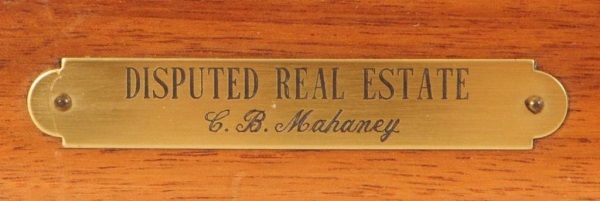 DISPUTED REAL ESTATE
C. B. Mahaney